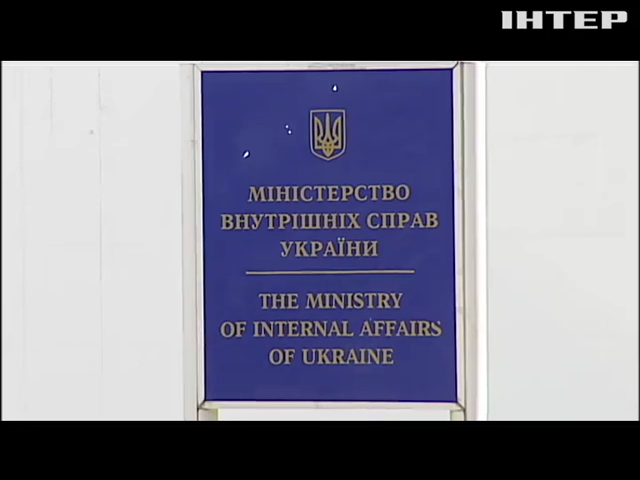 ІНТЕР
МІНІСТЕРСТВО
ВНУТРІШНІХ СПРАВ
УКРАЇНИ
THE MINISTRY
OF INTERNAL AFFAIRS
OF UKRAINE